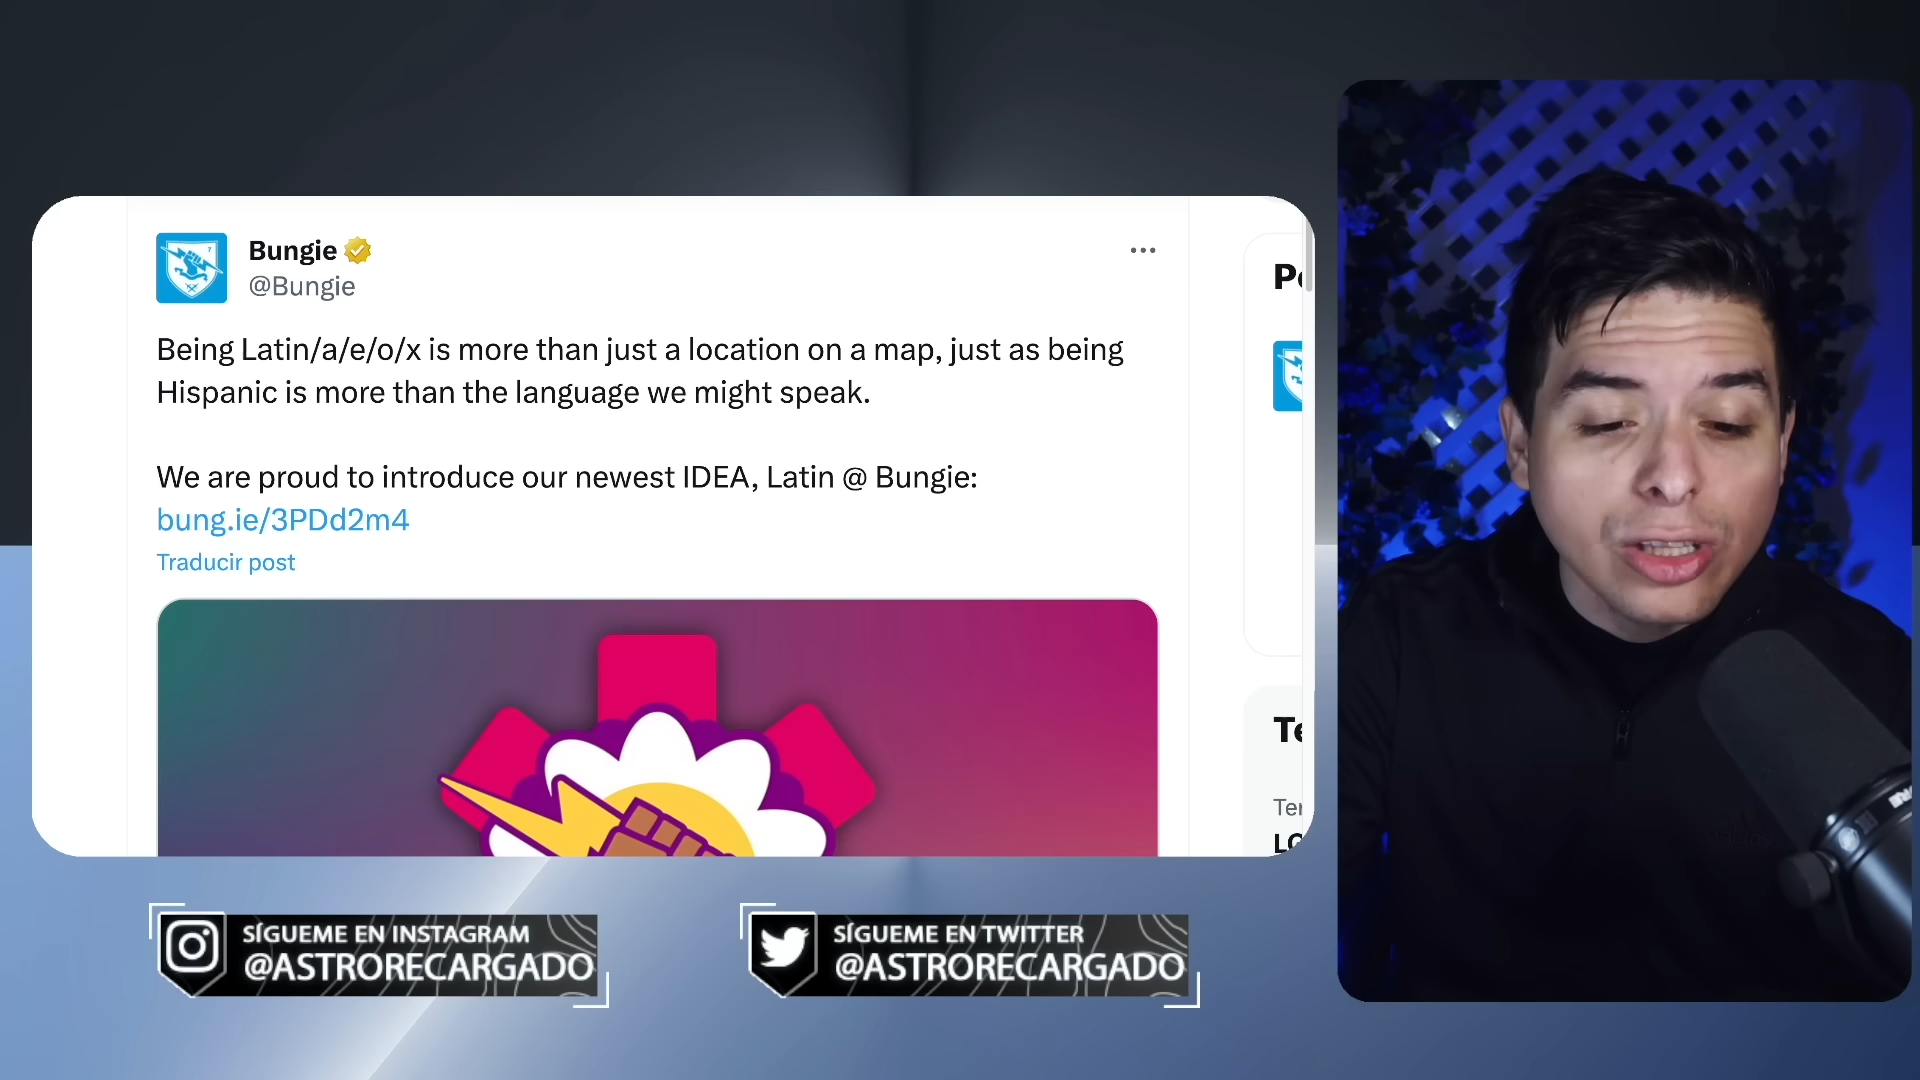 Bungie
@Bungie
Being Latin/a/e/o/x is more than just a location on a map, just as being
Hispanic is more than the language we might speak.
We are proud to introduce our newest IDEA, Latin @ Bungie:
bung.ie/3PDd2m4
Traducir post
SÍGUEME EN INSTAGRAM
@ASTRORECARGADO
SÍGUEME EN TWITTER
@ASTRORECARGADO